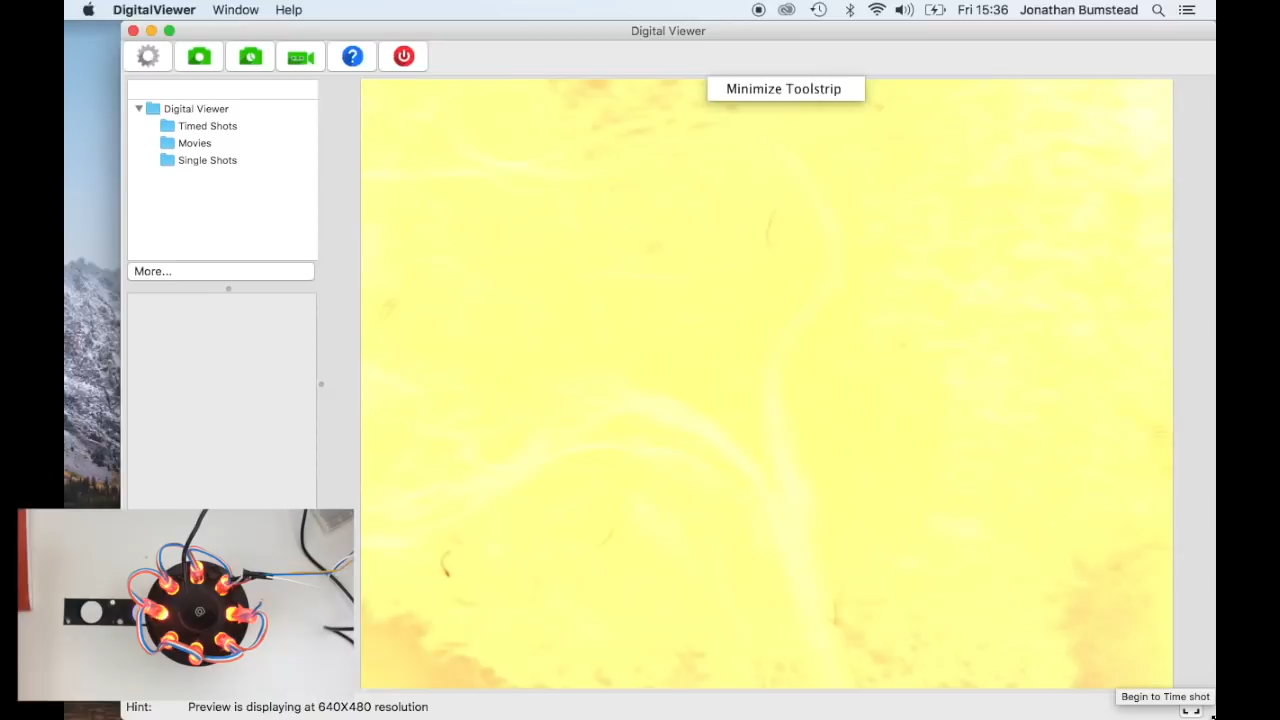 DigitalViewer Window Help Fri 15:36 Jonathan Bumstead
Digital Viewer
Minimize Toolstrip
Digital Viewer
Timed Shots
Movies
Single Shots
More...
Begin to Time shot
Hint: Preview is displaying at 640X480 resolution